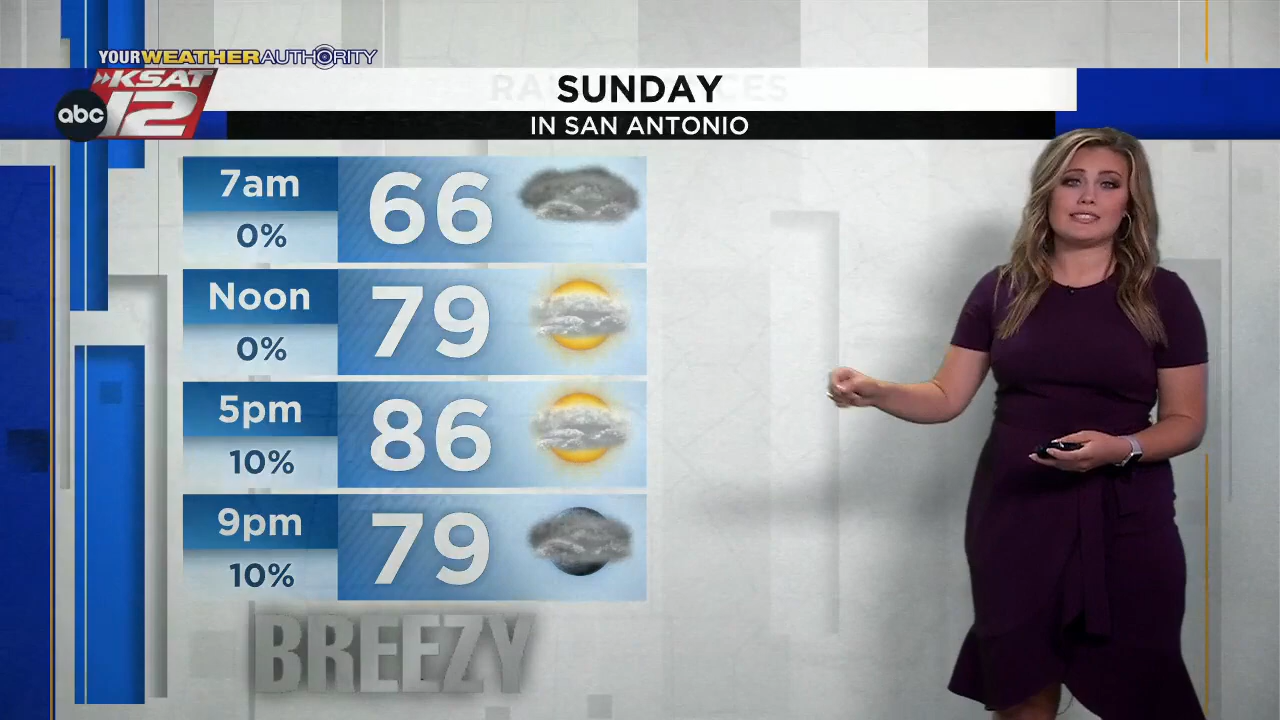 YOUR WEATHER AUTHORITY
KSAT
abc 12
SUNDAY
IN SAN ANTONIO
7am 66
0%
Noon 79
0%
5pm 86
10%
9pm 79
10%
BREEZY